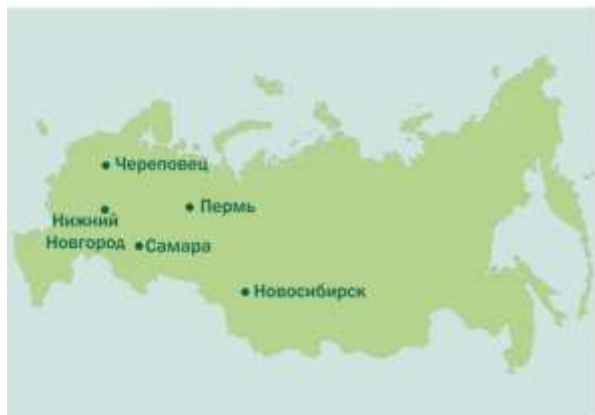 Череповец
Пермь
Нижний
Новгород
Самара
Новосибирск